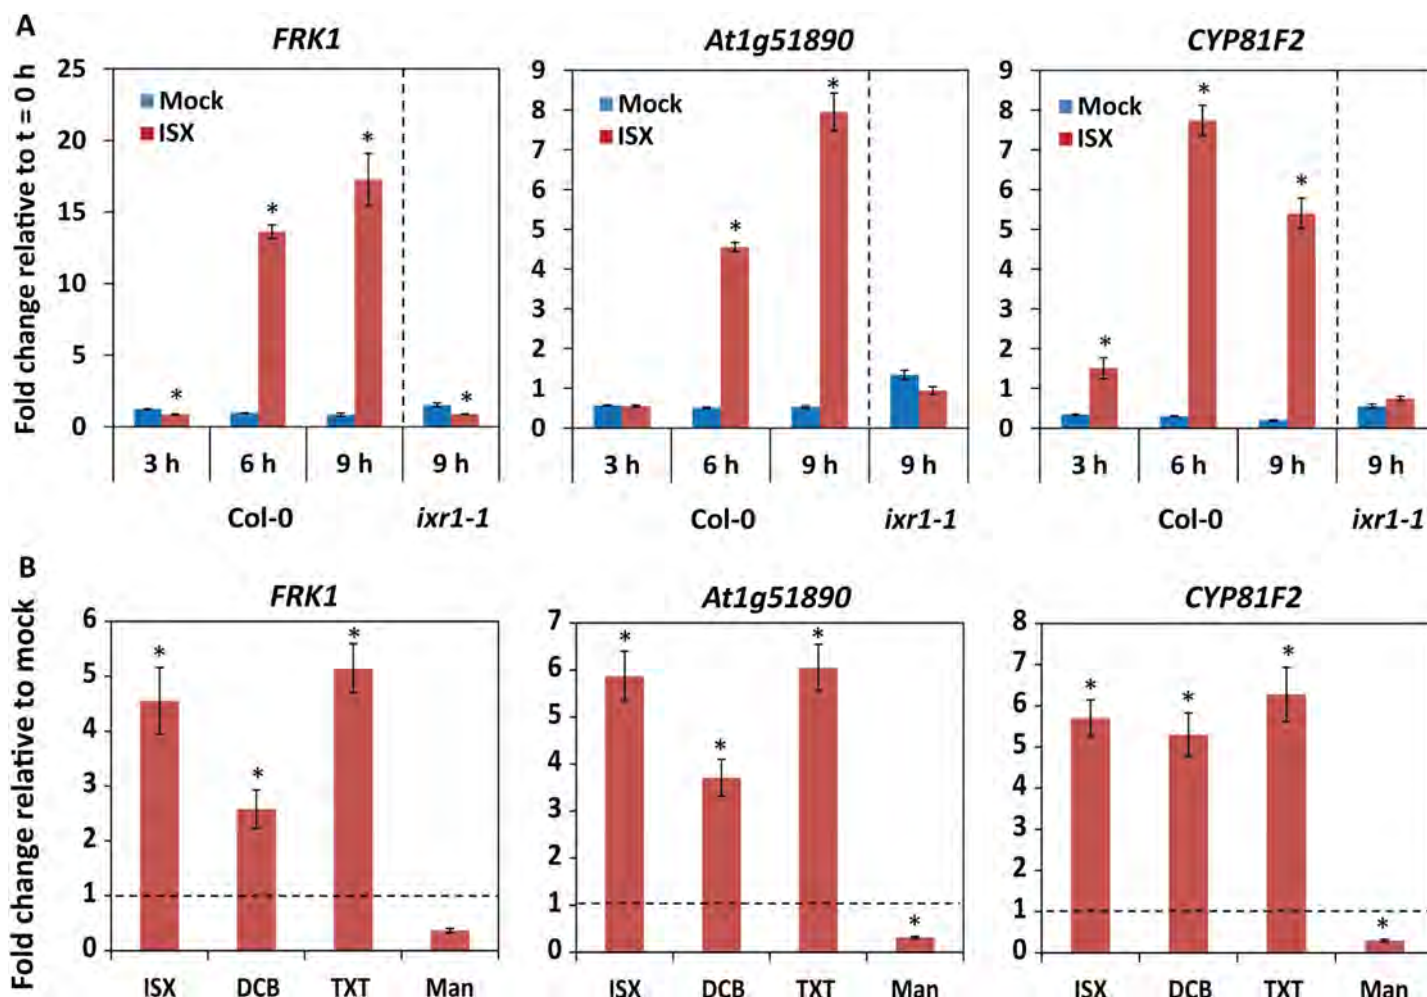 A
FRK1
At1g51890
CYP81F2
Fold change relative to t = 0 h
25
20
15
10
5
0
Mock
ISX
*
*
*
*
3 h 6 h 9 h 9 h
Col-0 ixr1-1
9
8
7
6
5
4
3
2
1
0
Mock
ISX
*
*
3 h 6 h 9 h 9 h
Col-0 ixr1-1
9
8
7
6
5
4
3
2
1
0
Mock
ISX
*
*
*
3 h 6 h 9 h 9 h
Col-0 ixr1-1
B
FRK1
At1g51890
CYP81F2
Fold change relative to mock
6
5
4
3
2
1
0
*
*
*
ISX DCB TXT Man
7
6
5
4
3
2
1
0
*
*
*
*
ISX DCB TXT Man
8
7
6
5
4
3
2
1
0
*
*
*
*
ISX DCB TXT Man